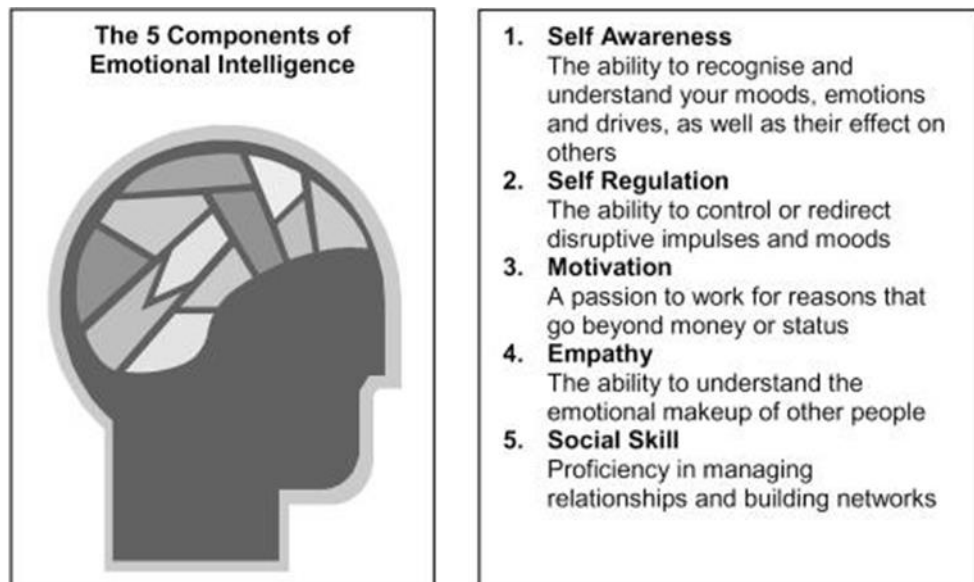 The 5 Components of
Emotional Intelligence
1. Self Awareness
The ability to recognise and
understand your moods, emotions
and drives, as well as their effect on
others
2. Self Regulation
The ability to control or redirect
disruptive impulses and moods
3. Motivation
A passion to work for reasons that
go beyond money or status
4. Empathy
The ability to understand the
emotional makeup of other people
5. Social Skill
Proficiency in managing
relationships and building networks